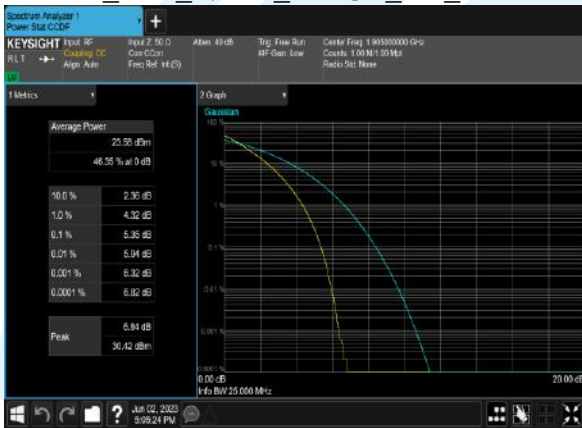 Spectrum Analyzer 1
Power Stat CCDF
+
KEYSIGHT
RLT
Input: RF
Coupling: DC
Align: Auto
Input Z: 50 Ω
Corr CCorr
Freq Ref: Int (S)
Atten: 40 dB
Trig: Free Run
#IF Gain: Low
Center Freq: 1.905000000 GHz
Counts: 1.00 M/1.00 Mpt
Radio Std: None
1 Metrics
Average Power
23.58 dBm
46.35 % at 0 dB
10.0 % 2.36 dB
1.0 % 4.32 dB
0.1 % 5.35 dB
0.01 % 5.94 dB
0.001 % 6.32 dB
0.0001 % 6.82 dB
Peak
6.84 dB
30.42 dBm
2 Graph
Gaussian
100 %
10 %
1 %
0.1 %
0.01 %
0.001 %
0.0001 %
0.00 dB
20.00 dB
Info BW 25.000 MHz
?
Jun 02, 2023
5:05:24 PM